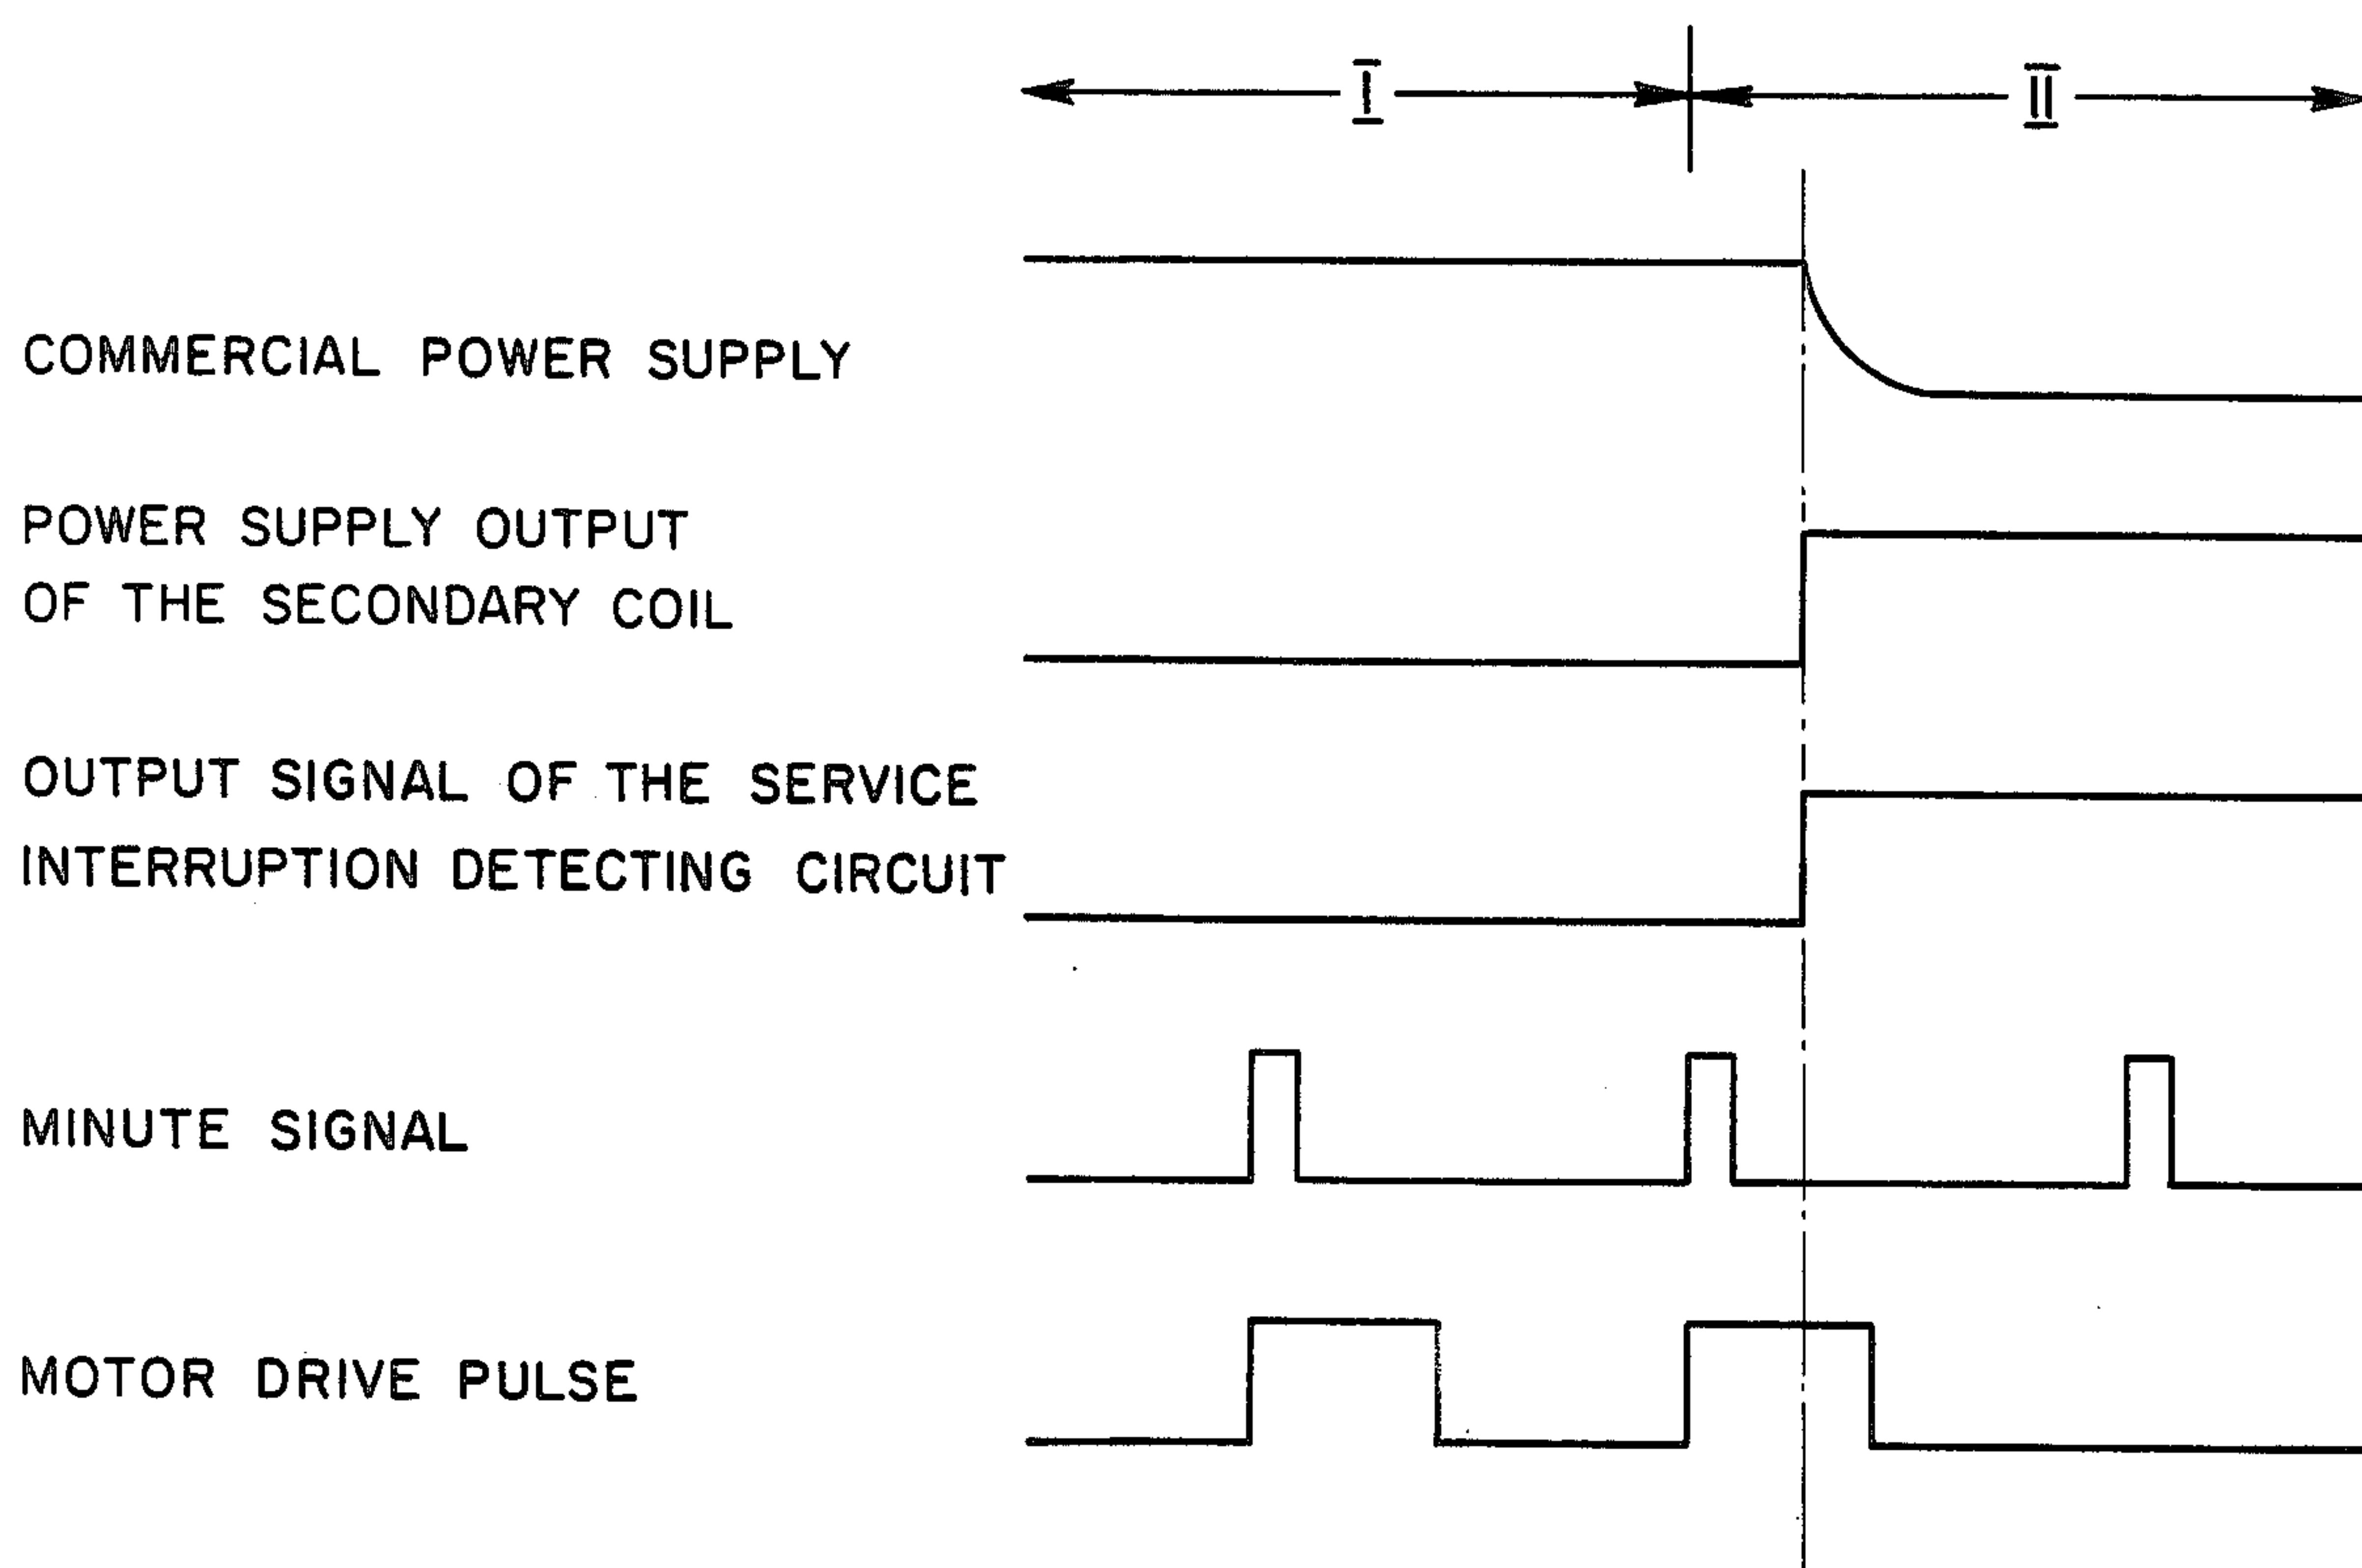 I II
COMMERCIAL POWER SUPPLY
POWER SUPPLY OUTPUT
OF THE SECONDARY COIL
OUTPUT SIGNAL OF THE SERVICE
INTERRUPTION DETECTING CIRCUIT
MINUTE SIGNAL
MOTOR DRIVE PULSE